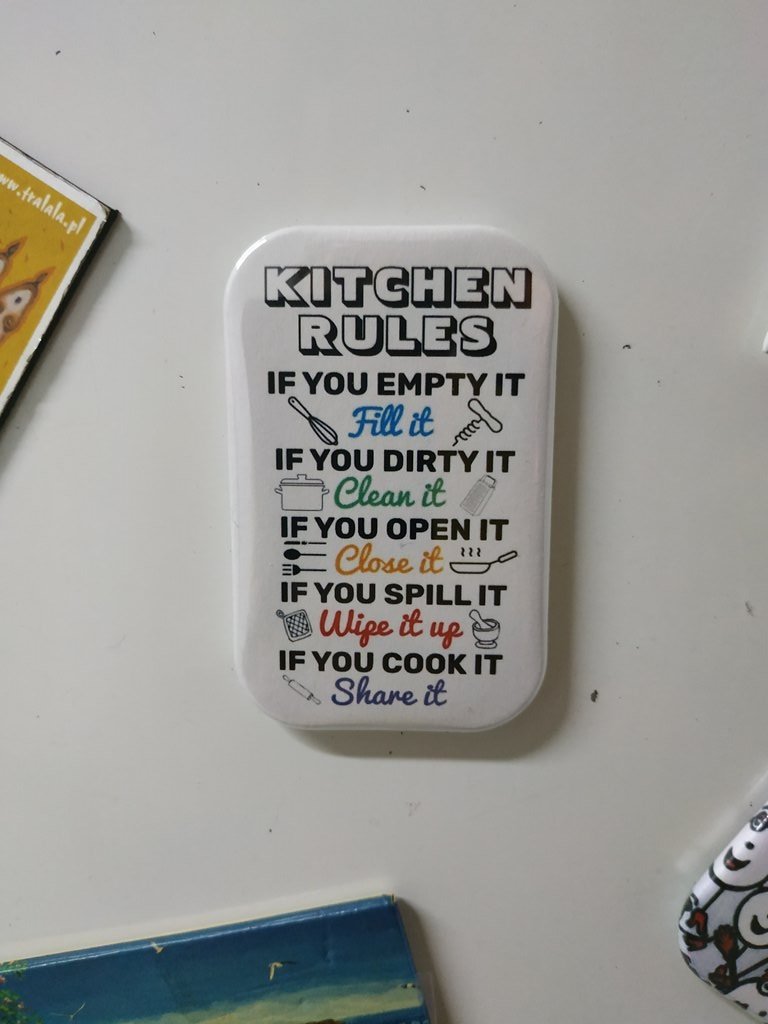 www.tralala.pl
KITCHEN
RULES
IF YOU EMPTY IT
Fill it
IF YOU DIRTY IT
Clean it
IF YOU OPEN IT
Close it
IF YOU SPILL IT
Wipe it up
IF YOU COOK IT
Share it